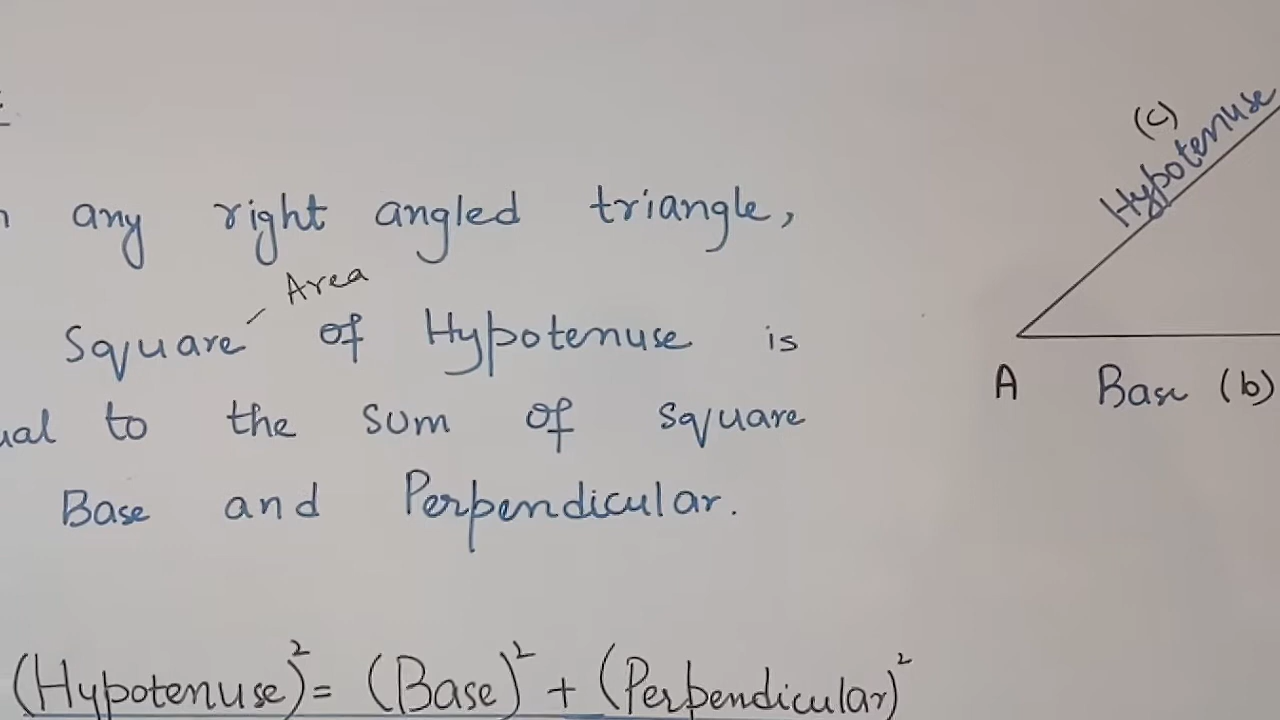 any right angled triangle,
Area
Square of Hypotenuse is
to the sum of square
Base and Perpendicular.
(Hypotenuse)² = (Base)² + (Perpendicular)²
(c)
Hypotenuse
A Base (b)